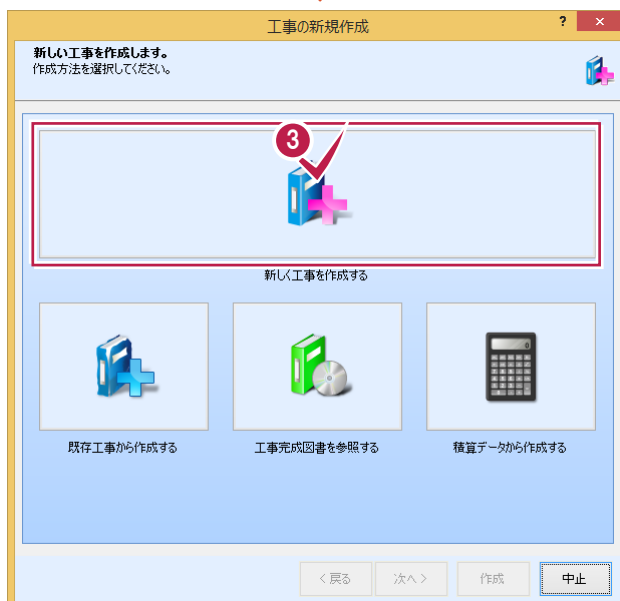 工事の新規作成
? ×
新しい工事を作成します。
作成方法を選択してください。
3
新しく工事を作成する
既存工事から作成する
工事完成図書を参照する
積算データから作成する
< 戻る
次へ >
作成
中止